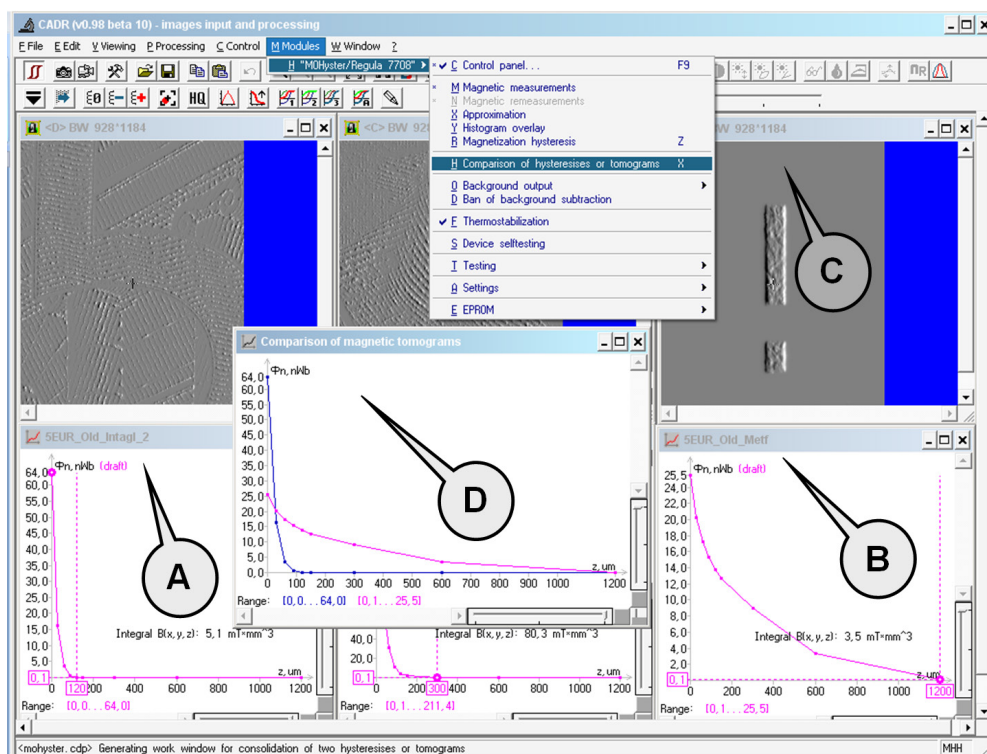 CADR (v0.98 beta 10) - images input and processing
F File E Edit V Viewing P Processing C Control M Modules W Window ?
H "MOHyster/Regula 7708"
C Control panel... F9
M Magnetic measurements
N Magnetic remeasurements
X Approximation
Y Histogram overlay
R Magnetization hysteresis Z
H Comparison of hysteresises or tomograms X
O Background output
D Ban of background subtraction
F Thermostabilization
S Device selftesting
T Testing
A Settings
E EPROM
HQ
ПR
<D> BW 928*1184
<C> BW 928
BW 928*1184
C
Comparison of magnetic tomograms
Фn, nWb
64,0
60,0
55,0
50,0
45,0
40,0
35,0
30,0
25,0
20,0
15,0
10,0
5,0
0,0
z, um
0 100 200 300 400 500 600 700 800 900 1000 1200
Range: [0,0...64,0] [0,1...25,5]
D
5EUR_Old_Intagl_2
Фn, nWb (draft)
64,0
60,0
55,0
50,0
45,0
40,0
35,0
30,0
25,0
20,0
15,0
10,0
5,0
0,1
Integral B(x,y,z): 5,1 mT*mm^3
z, um
0 120 200 400 600 800 1000 1200
Range: [0,0...64,0]
A
40,0
20,0
0,1
Integral B(x,y,z): 80,3 mT*mm^3
z, um
0 300 400 600 800 1000 1200
Range: [0,1...211,4]
5EUR_Old_Metf
Фn, nWb (draft)
25,5
22,0
20,0
18,0
16,0
14,0
12,0
10,0
8,0
6,0
4,0
2,0
0,1
Integral B(x,y,z): 3,5 mT*mm^3
z, um
0 200 400 600 800 1000 1200
Range: [0,1...25,5]
B
<mohyster.cdp> Generating work window for consolidation of two hysteresises or tomograms MHH